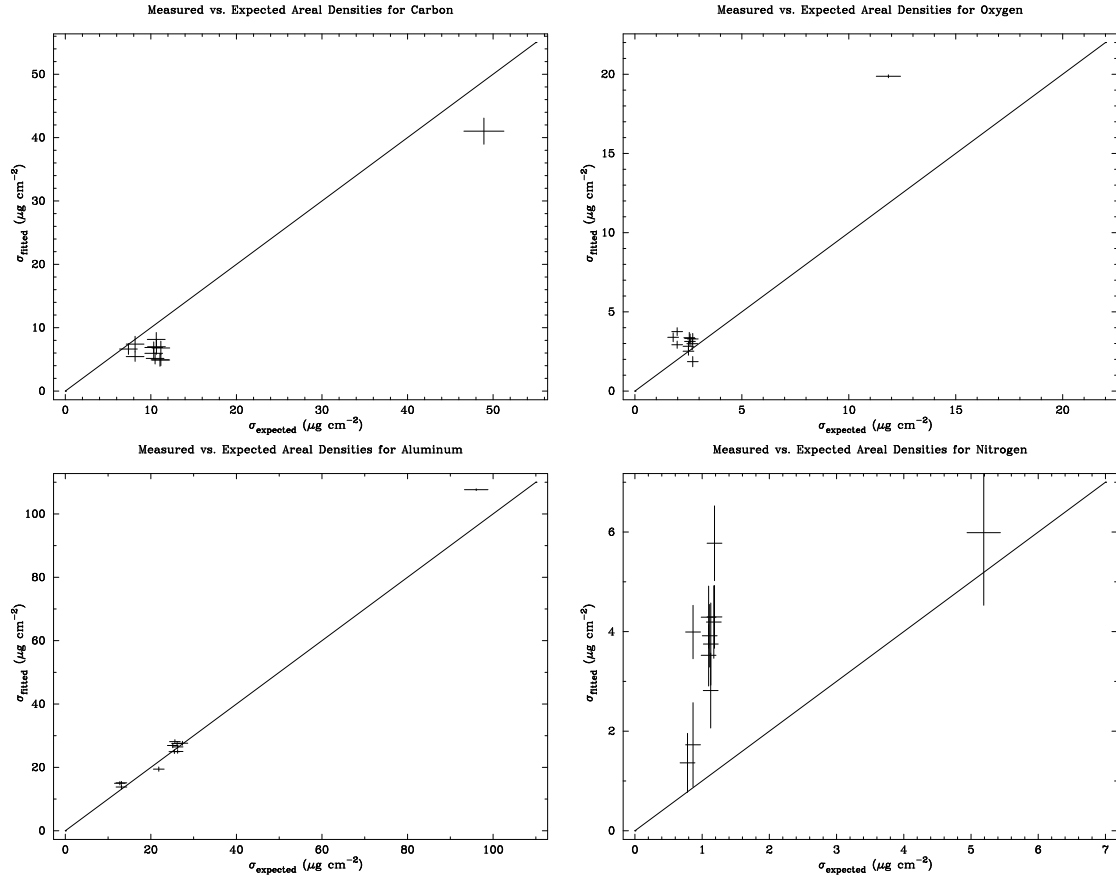 Measured vs. Expected Areal Densities for Carbon
50
40
30
20
10
0
σfitted (μg cm−2)
0 10 20 30 40 50
σexpected (μg cm−2)
Measured vs. Expected Areal Densities for Oxygen
20
15
10
5
0
σfitted (μg cm−2)
0 5 10 15 20
σexpected (μg cm−2)
Measured vs. Expected Areal Densities for Aluminum
100
80
60
40
20
0
σfitted (μg cm−2)
0 20 40 60 80 100
σexpected (μg cm−2)
Measured vs. Expected Areal Densities for Nitrogen
6
4
2
0
σfitted (μg cm−2)
0 1 2 3 4 5 6 7
σexpected (μg cm−2)